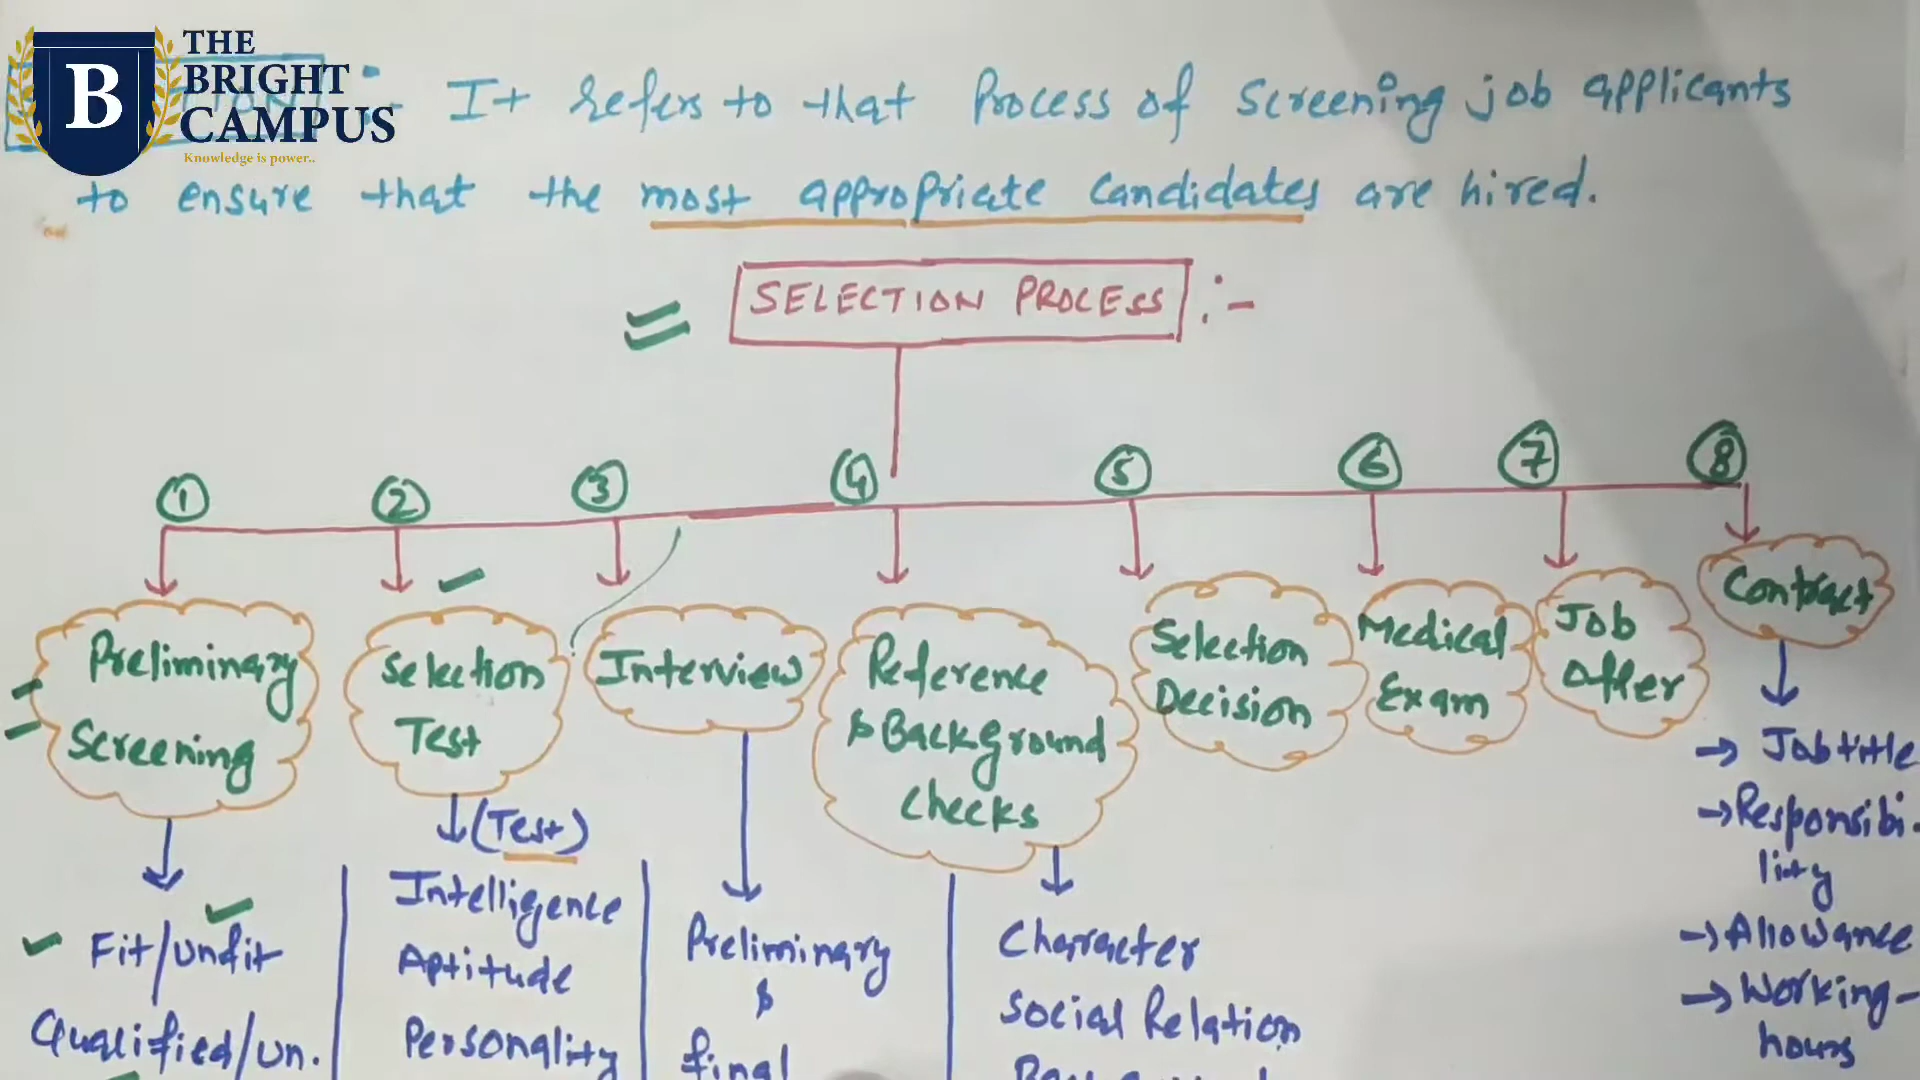 THE
BRIGHT
CAMPUS
Knowledge is power..
B
:- It refers to that Process of Screening job applicants
to ensure that the most appropriate candidates are hired.
SELECTION PROCESS :-
1 2 3 4 5 6 7 8
Preliminary
Screening
Selection
Test
Interview
Reference
& Background
Checks
Selection
Decision
Medical
Exam
Job
Offer
Contract
Fit/Unfit
Qualified/un.
(Test)
Intelligence
Aptitude
Personality
Preliminary
&
final
Character
Social Relation
→ Job title
→ Responsibi-
lity
→ Allowance
→ Working-
hours